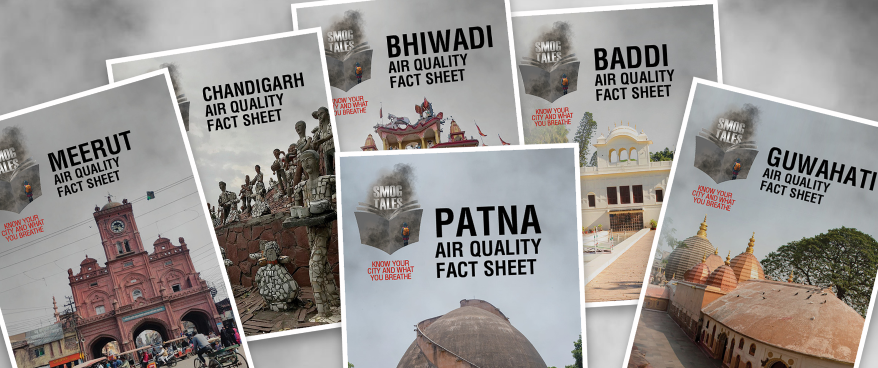 MEERUT
AIR QUALITY
FACT SHEET
SMOG
TALES
KNOW YOUR
CITY AND WHAT
YOU BREATHE
CHANDIGARH
AIR QUALITY
FACT SHEET
BHIWADI
AIR QUALITY
FACT SHEET
SMOG
TALES
KNOW YOUR
CITY AND WHAT
YOU BREATHE
BADDI
AIR QUALITY
FACT SHEET
SMOG
TALES
KNOW YOUR
CITY AND WHAT
YOU BREATHE
PATNA
AIR QUALITY
FACT SHEET
SMOG
TALES
KNOW YOUR
CITY AND WHAT
YOU BREATHE
GUWAHATI
AIR QUALITY
FACT SHEET
SMOG
TALES
KNOW YOUR
CITY AND WHAT
YOU BREATHE